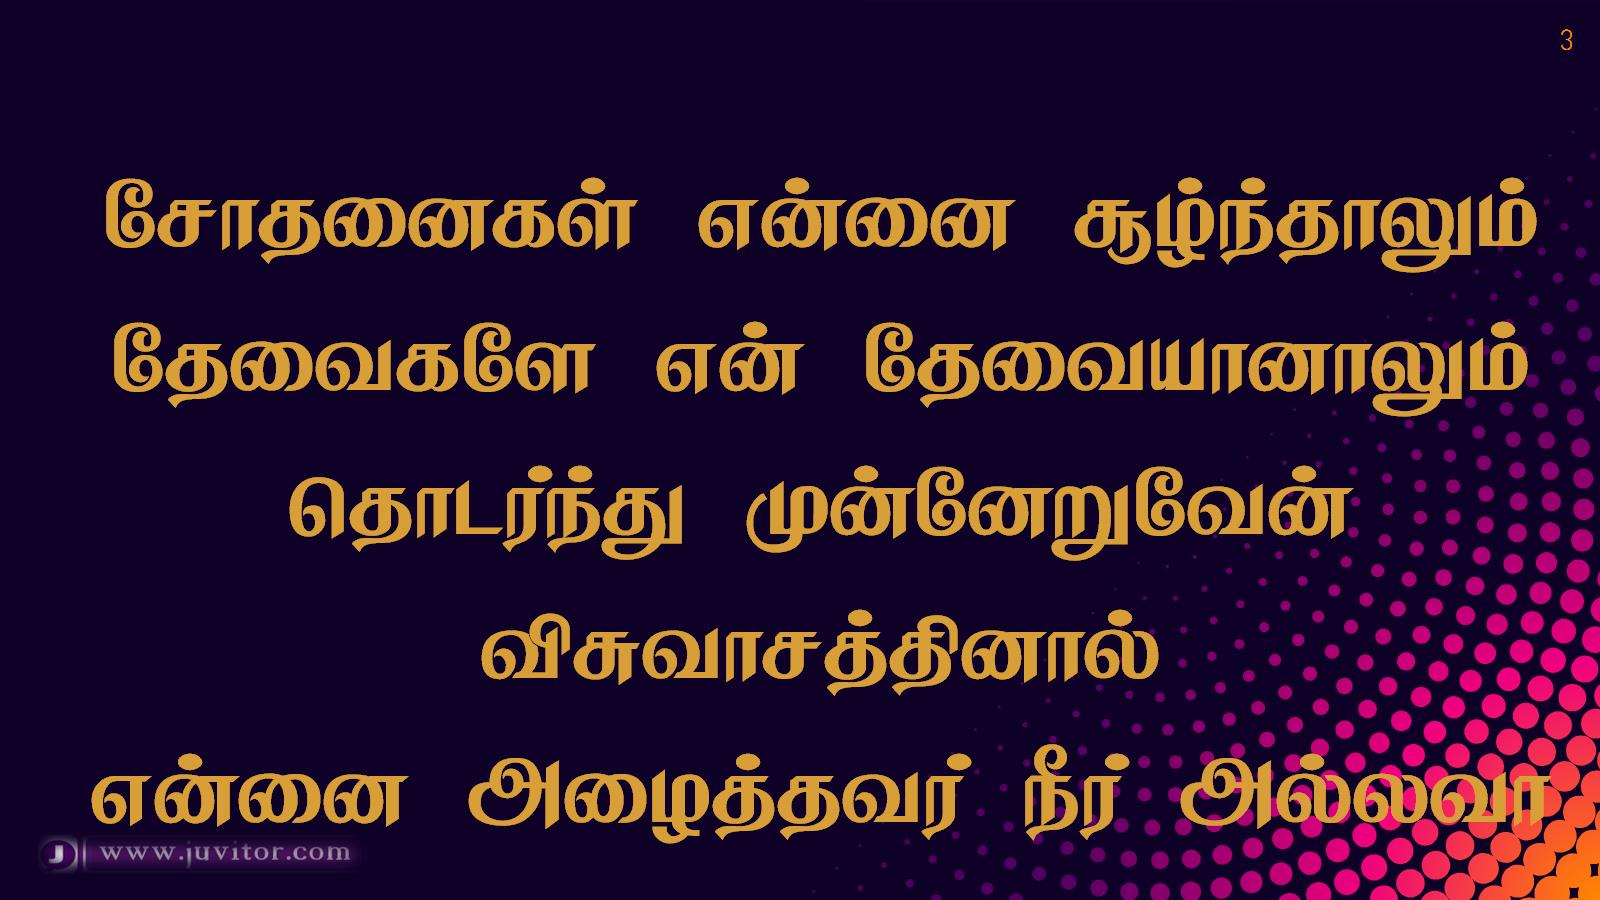 3
சோதனைகள் என்னை சூழ்ந்தாலும்
தேவைகளே என் தேவையானாலும்
தொடர்ந்து முன்னேறுவேன்
விசுவாசத்தினால்
என்னை அழைத்தவர் நீர் அல்லவா
J www.juvitor.com